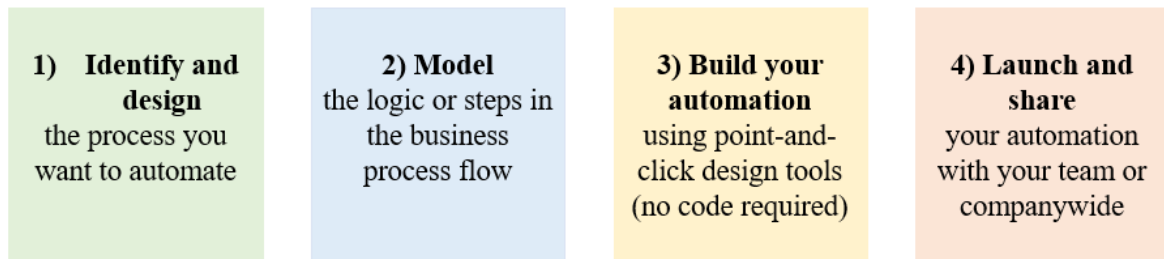 1) Identify and
design
the process you
want to automate
2) Model
the logic or steps in
the business
process flow
3) Build your
automation
using point-and-
click design tools
(no code required)
4) Launch and
share
your automation
with your team or
companywide